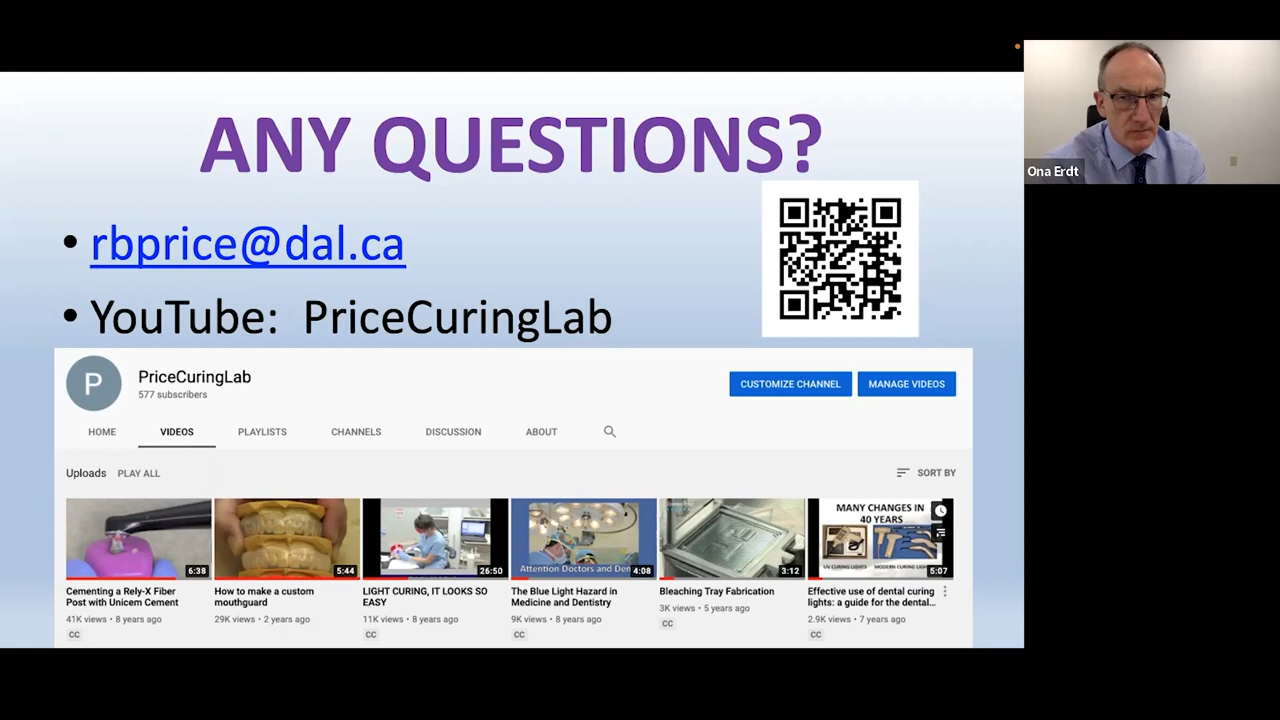 ANY QUESTIONS?
• rbprice@dal.ca
• YouTube: PriceCuringLab
Ona Erdt
P
PriceCuringLab
577 subscribers
CUSTOMIZE CHANNEL
MANAGE VIDEOS
HOME VIDEOS PLAYLISTS CHANNELS DISCUSSION ABOUT
Uploads PLAY ALL
SORT BY
6:38
Cementing a Rely-X Fiber
Post with Unicem Cement
41K views • 8 years ago
CC
5:44
How to make a custom
mouthguard
29K views • 2 years ago
26:50
LIGHT CURING, IT LOOKS SO
EASY
11K views • 8 years ago
CC
Attention Doctors and Den
4:08
The Blue Light Hazard in
Medicine and Dentistry
9K views • 8 years ago
CC
3:12
Bleaching Tray Fabrication
3K views • 5 years ago
CC
MANY CHANGES IN
40 YEARS
UV CURING LIGHTS
MODERN CURING LIGH
5:07
Effective use of dental curing
lights: a guide for the dental...
2.9K views • 7 years ago
CC